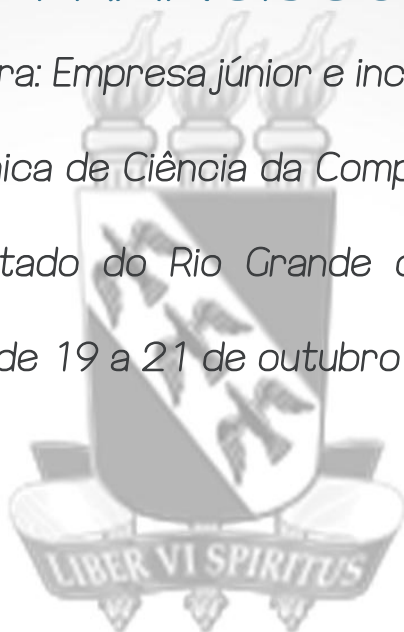 ra: Empresa júnior e inc
nica de Ciência da Comp
tado do Rio Grande d
de 19 a 21 de outubro
LIBER VI SPIRITUS